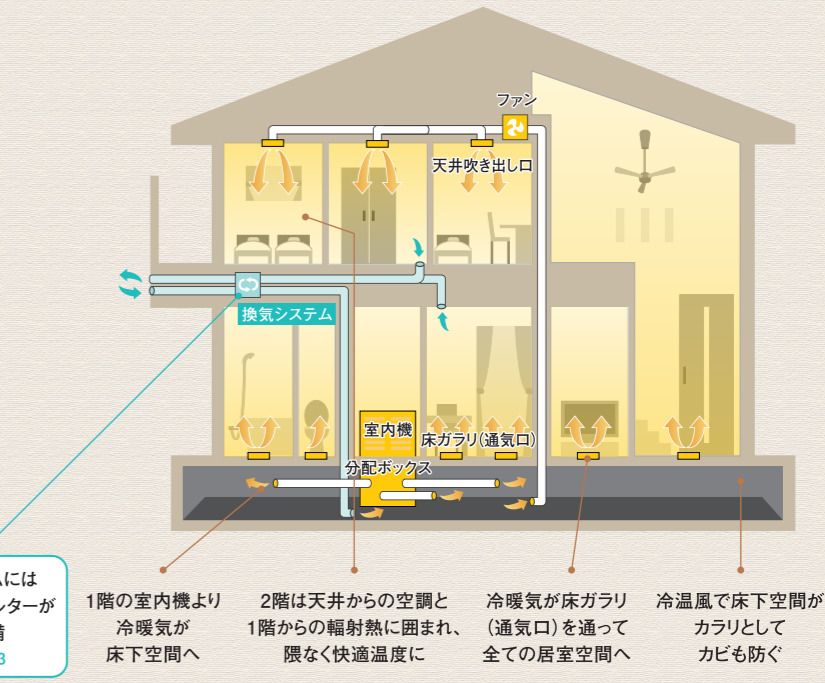 ファン
天井吹き出し口
換気システム
室内機
床ガラリ(通気口)
分配ボックス
には
ターが
3
1階の室内機より
冷暖気が
床下空間へ
2階は天井からの空調と
1階からの輻射熱に囲まれ、
隈なく快適温度に
冷暖気が床ガラリ
(通気口)を通って
全ての居室空間へ
冷温風で床下空間が
カラリとして
カビも防ぐ